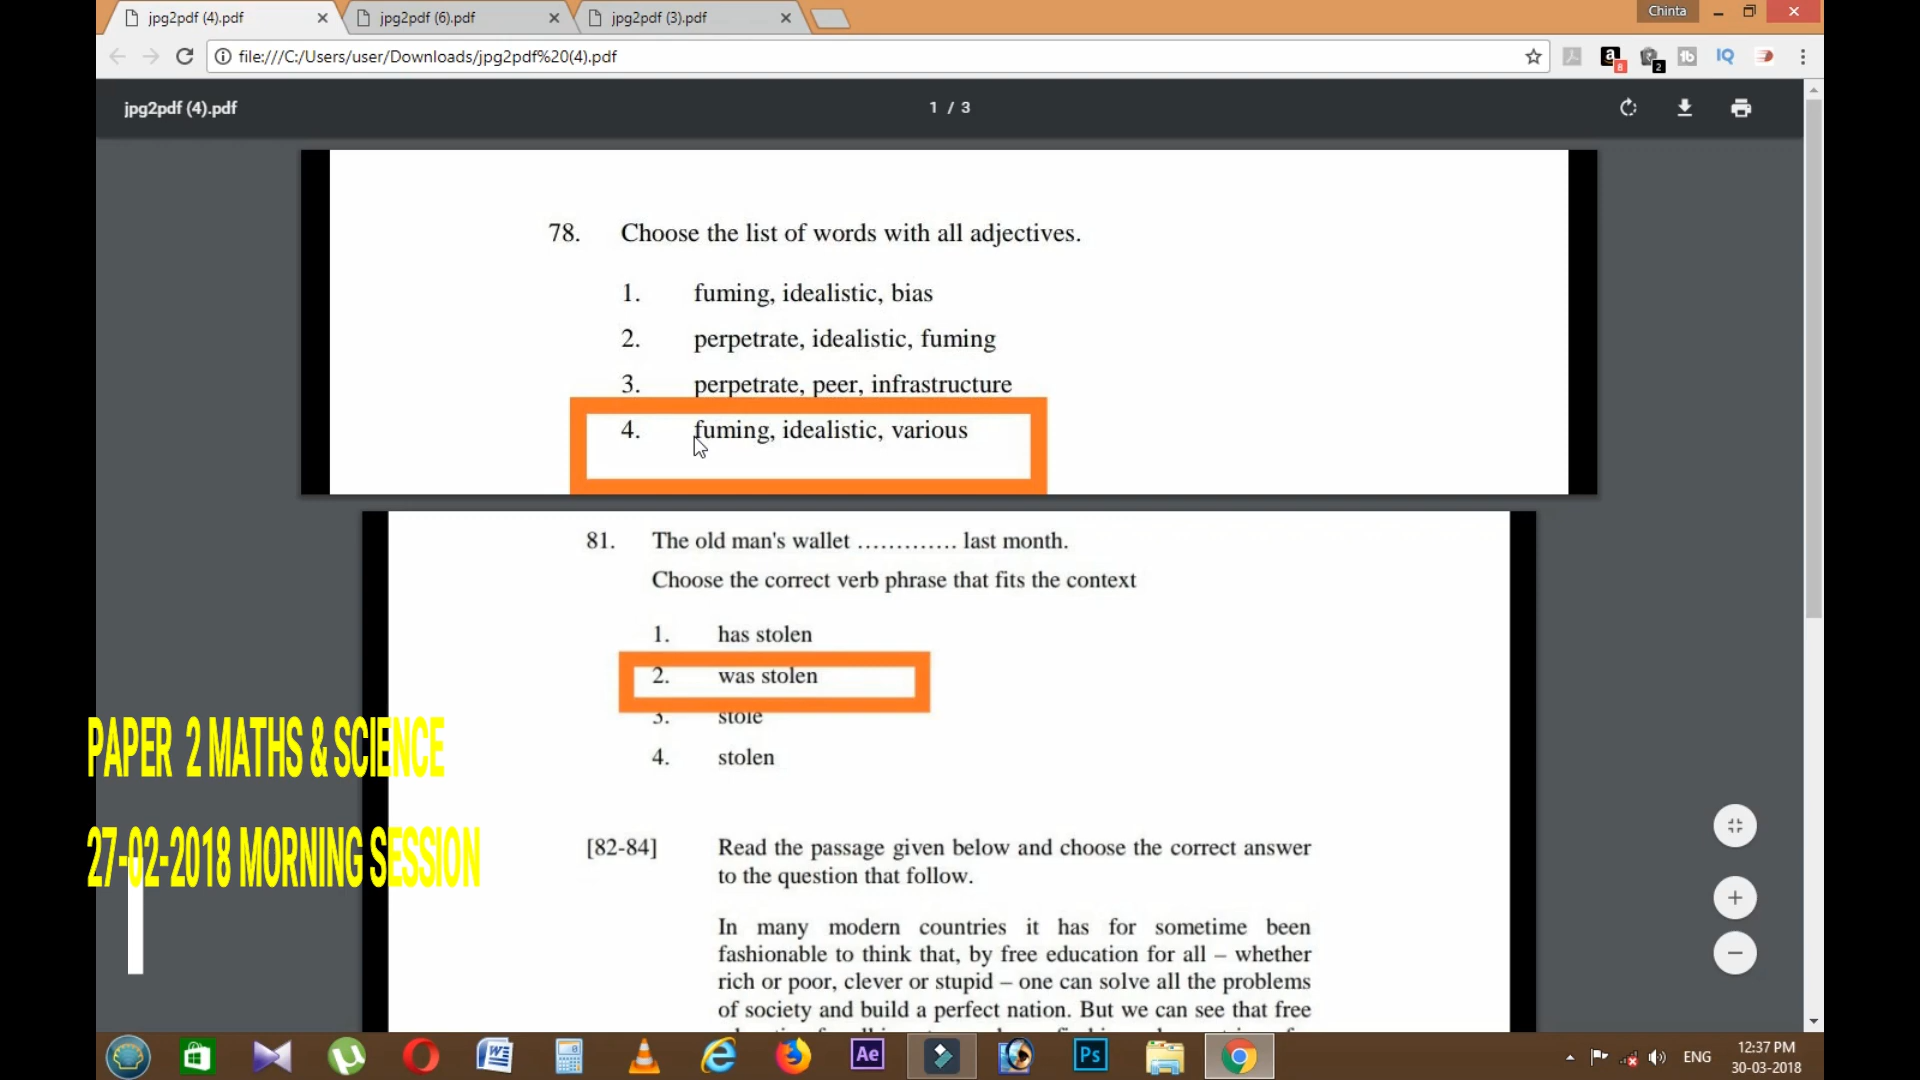 jpg2pdf (4).pdf
jpg2pdf (6).pdf
jpg2pdf (3).pdf
Chinta
file:///C:/Users/user/Downloads/jpg2pdf%20(4).pdf
jpg2pdf (4).pdf
1 / 3
78. Choose the list of words with all adjectives.
1. fuming, idealistic, bias
2. perpetrate, idealistic, fuming
3. perpetrate, peer, infrastructure
4. fuming, idealistic, various
81. The old man's wallet ............. last month.
Choose the correct verb phrase that fits the context
1. has stolen
2. was stolen
3. stole
4. stolen
PAPER 2 MATHS & SCIENCE
27-02-2018 MORNING SESSION
[82-84] Read the passage given below and choose the correct answer
to the question that follow.
In many modern countries it has for sometime been
fashionable to think that, by free education for all – whether
rich or poor, clever or stupid – one can solve all the problems
of society and build a perfect nation. But we can see that free
ENG
12:37 PM
30-03-2018